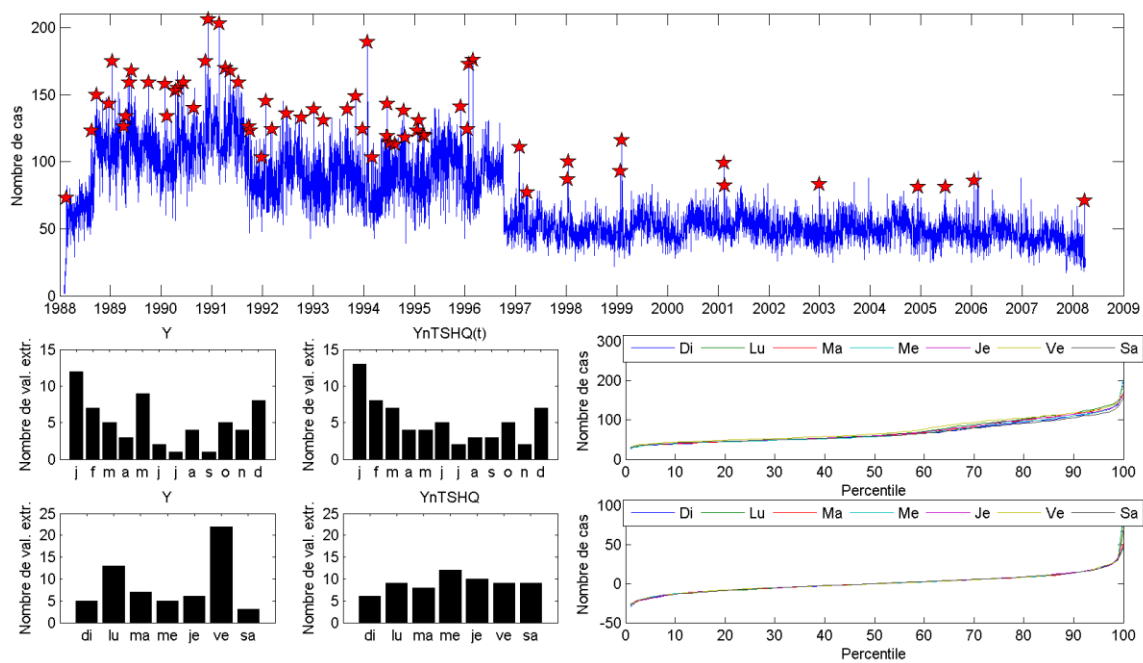 Nombre de cas
200
150
100
50
0
1988 1989 1990 1991 1992 1993 1994 1995 1996 1997 1998 1999 2000 2001 2002 2003 2004 2005 2006 2007 2008 2009
Y
Nombre de val. extr.
15
10
5
0
j f m a m j j a s o n d
YnTSHQ(t)
Nombre de val. extr.
15
10
5
0
j f m a m j j a s o n d
Nombre de cas
300
200
100
0
Di Lu Ma Me Je Ve Sa
0 10 20 30 40 50 60 70 80 90 100
Percentile
Y
Nombre de val. extr.
25
20
15
10
5
0
di lu ma me je ve sa
YnTSHQ
Nombre de val. extr.
25
20
15
10
5
0
di lu ma me je ve sa
Nombre de cas
100
50
0
-50
Di Lu Ma Me Je Ve Sa
0 10 20 30 40 50 60 70 80 90 100
Percentile